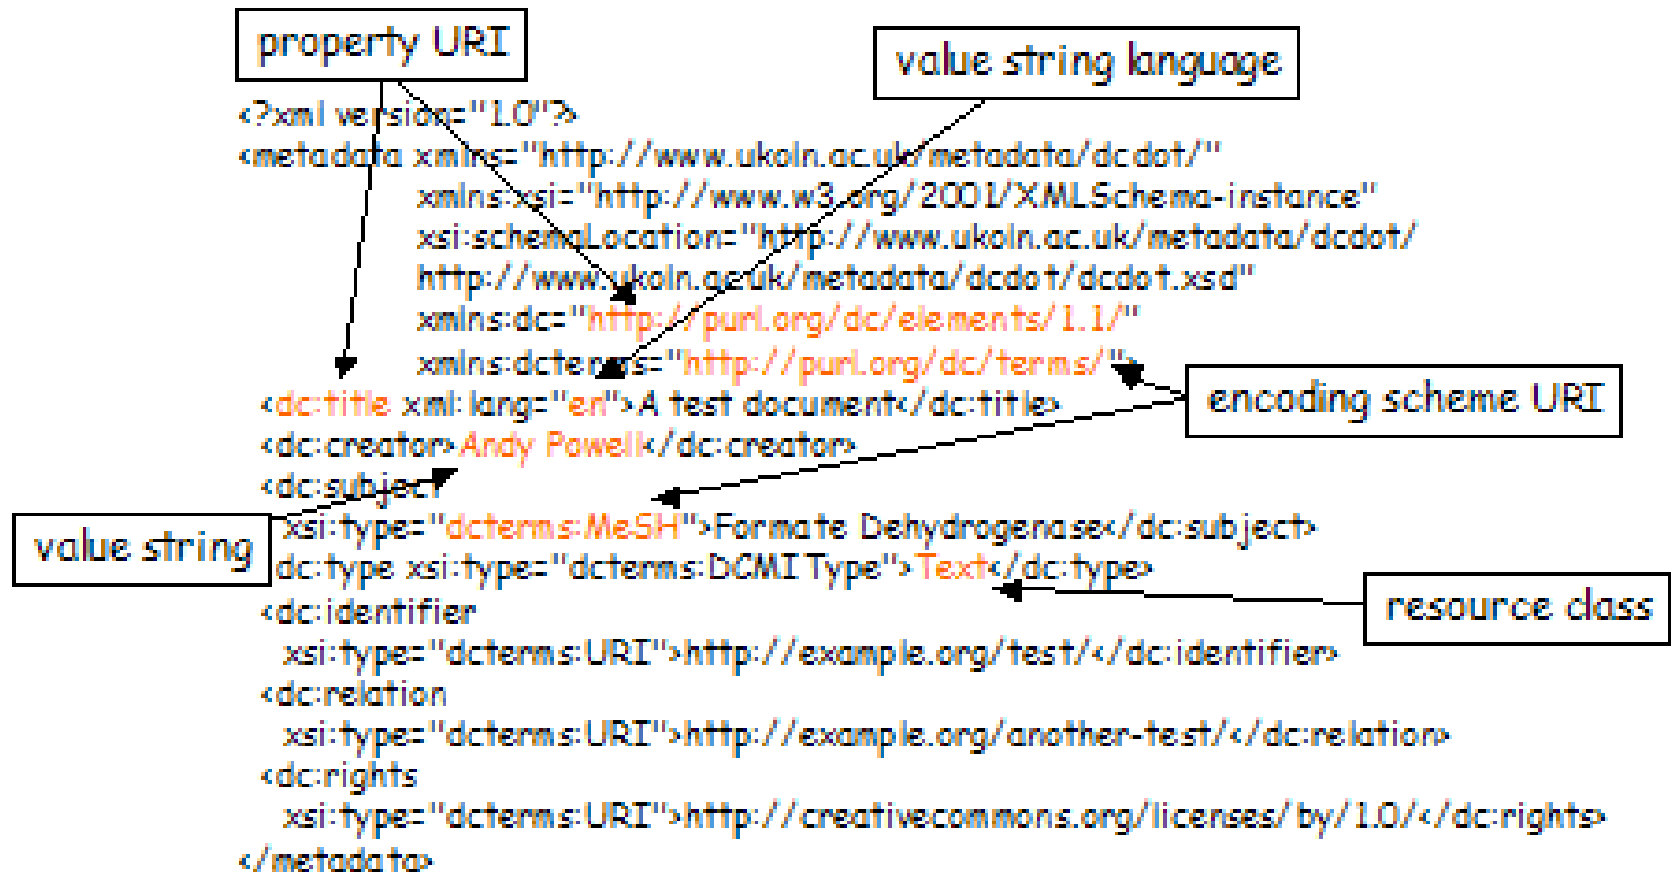 property URI
value string language
<?xml version="1.0"?>
<metadata xmlns="http://www.ukoln.ac.uk/metadata/dcdot/"
xmlns:xsi="http://www.w3.org/2001/XMLSchema-instance"
xsi:schemaLocation="http://www.ukoln.ac.uk/metadata/dcdot/
http://www.ukoln.ac.uk/metadata/dcdot/dcdot.xsd"
xmlns:dc="http://purl.org/dc/elements/1.1/"
xmlns:dcterms="http://purl.org/dc/terms/">
<dc:title xml:lang="en">A test document</dc:title>
encoding scheme URI
<dc:creator>Andy Powell</dc:creator>
<dc:subject
xsi:type="dcterms:MeSH">Formate Dehydrogenase</dc:subject>
value string
dc:type xsi:type="dcterms:DCMIType">Text</dc:type>
resource class
<dc:identifier
xsi:type="dcterms:URI">http://example.org/test/</dc:identifier>
<dc:relation
xsi:type="dcterms:URI">http://example.org/another-test/</dc:relation>
<dc:rights
xsi:type="dcterms:URI">http://creativecommons.org/licenses/by/1.0/</dc:rights>
</metadata>